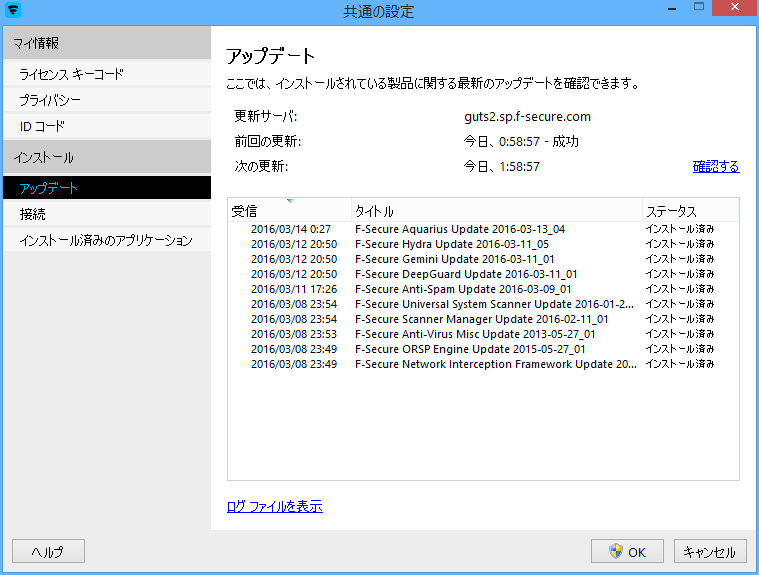 共通の設定
マイ情報
ライセンス キーコード
プライバシー
ID コード
インストール
アップデート
接続
インストール済みのアプリケーション
アップデート
ここでは、インストールされている製品に関する最新のアップデートを確認できます。
更新サーバ: guts2.sp.f-secure.com
前回の更新: 今日、0:58:57 - 成功
次の更新: 今日、1:58:57 確認する
受信 タイトル ステータス
2016/03/14 0:27 F-Secure Aquarius Update 2016-03-13_04 インストール済み
2016/03/12 20:50 F-Secure Hydra Update 2016-03-11_05 インストール済み
2016/03/12 20:50 F-Secure Gemini Update 2016-03-11_01 インストール済み
2016/03/12 20:50 F-Secure DeepGuard Update 2016-03-11_01 インストール済み
2016/03/11 17:26 F-Secure Anti-Spam Update 2016-03-09_01 インストール済み
2016/03/08 23:54 F-Secure Universal System Scanner Update 2016-01-2... インストール済み
2016/03/08 23:54 F-Secure Scanner Manager Update 2016-02-11_01 インストール済み
2016/03/08 23:53 F-Secure Anti-Virus Misc Update 2013-05-27_01 インストール済み
2016/03/08 23:49 F-Secure ORSP Engine Update 2015-05-27_01 インストール済み
2016/03/08 23:49 F-Secure Network Interception Framework Update 20... インストール済み
ログ ファイルを表示
ヘルプ OK キャンセル